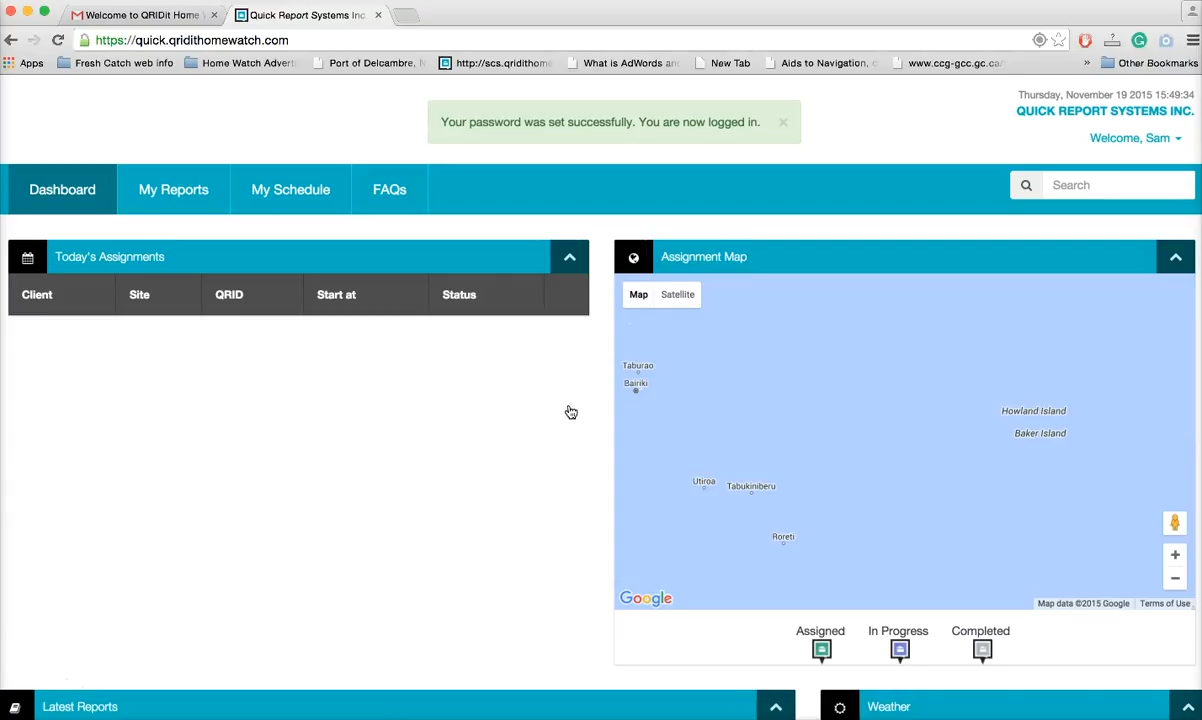 Welcome to QRIDit Home
Quick Report Systems Inc.
https://quick.qridithomewatch.com
Apps
Fresh Catch web info
Home Watch Advert
Port of Delcambre, N
http://scs.qridithome
What is AdWords an
New Tab
Aids to Navigation,
www.ccg-gcc.gc.ca/
»
Other Bookmarks
Thursday, November 19 2015 15:49:34
QUICK REPORT SYSTEMS INC.
Welcome, Sam
Your password was set successfully. You are now logged in. ×
Dashboard
My Reports
My Schedule
FAQs
Search
Today's Assignments
Client Site QRID Start at Status
Assignment Map
Map Satellite
Taburao
Bairiki
Howland Island
Baker Island
Utiroa
Tabukiniberu
Roreti
Google
Map data ©2015 Google
Terms of Use
Assigned In Progress Completed
Latest Reports
Weather